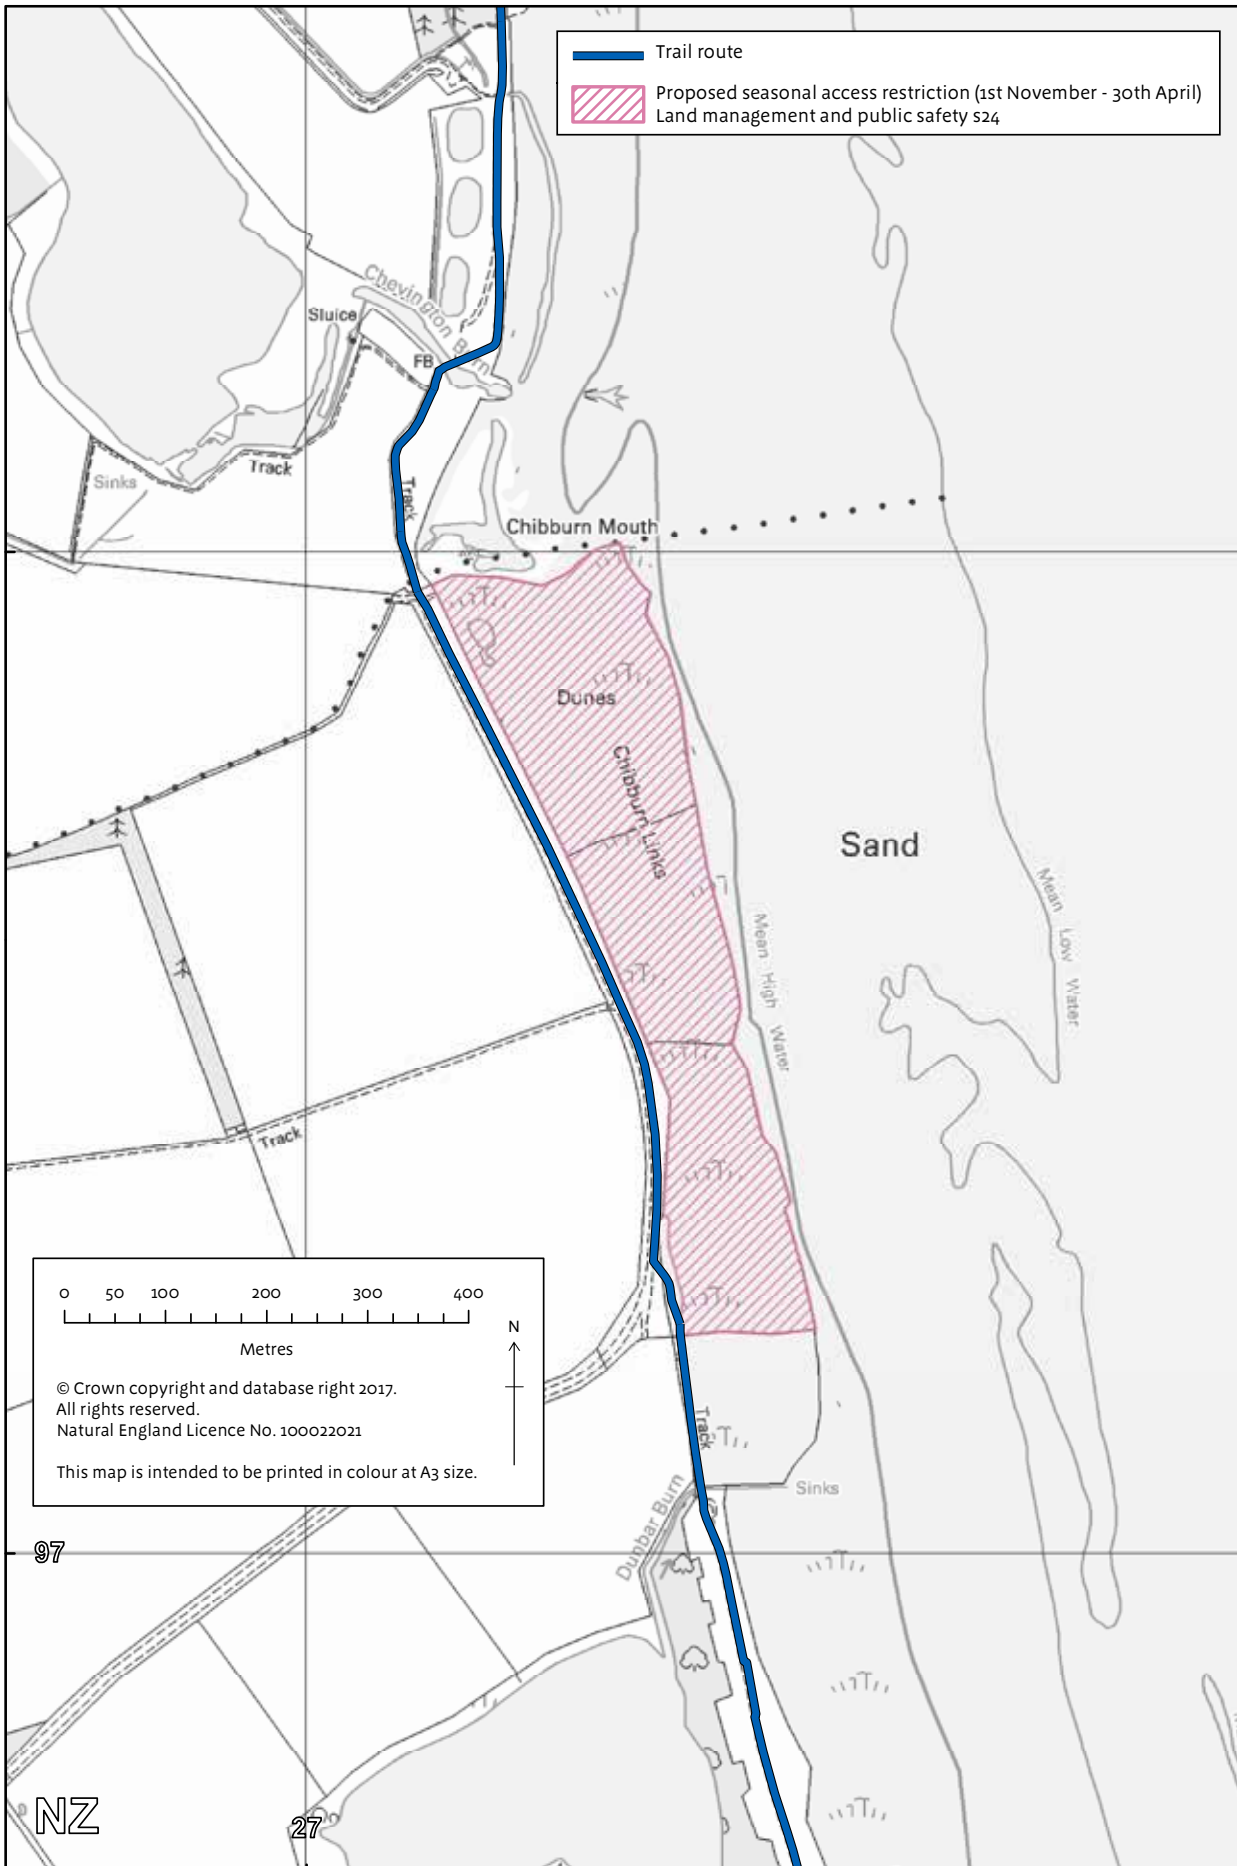 Trail route
Proposed seasonal access restriction (1st November - 30th April)
Land management and public safety s24
Chevington Burn
Sluice
FB
Track
Sinks
Track
Chibburn Mouth
Dunes
Chibburn Links
Sand
Mean Low Water
Mean High Water
Track
0 50 100 200 300 400
Metres
N
© Crown copyright and database right 2017.
All rights reserved.
Natural England Licence No. 100022021
This map is intended to be printed in colour at A3 size.
Track
Sinks
Dunbar Burn
97
NZ
27